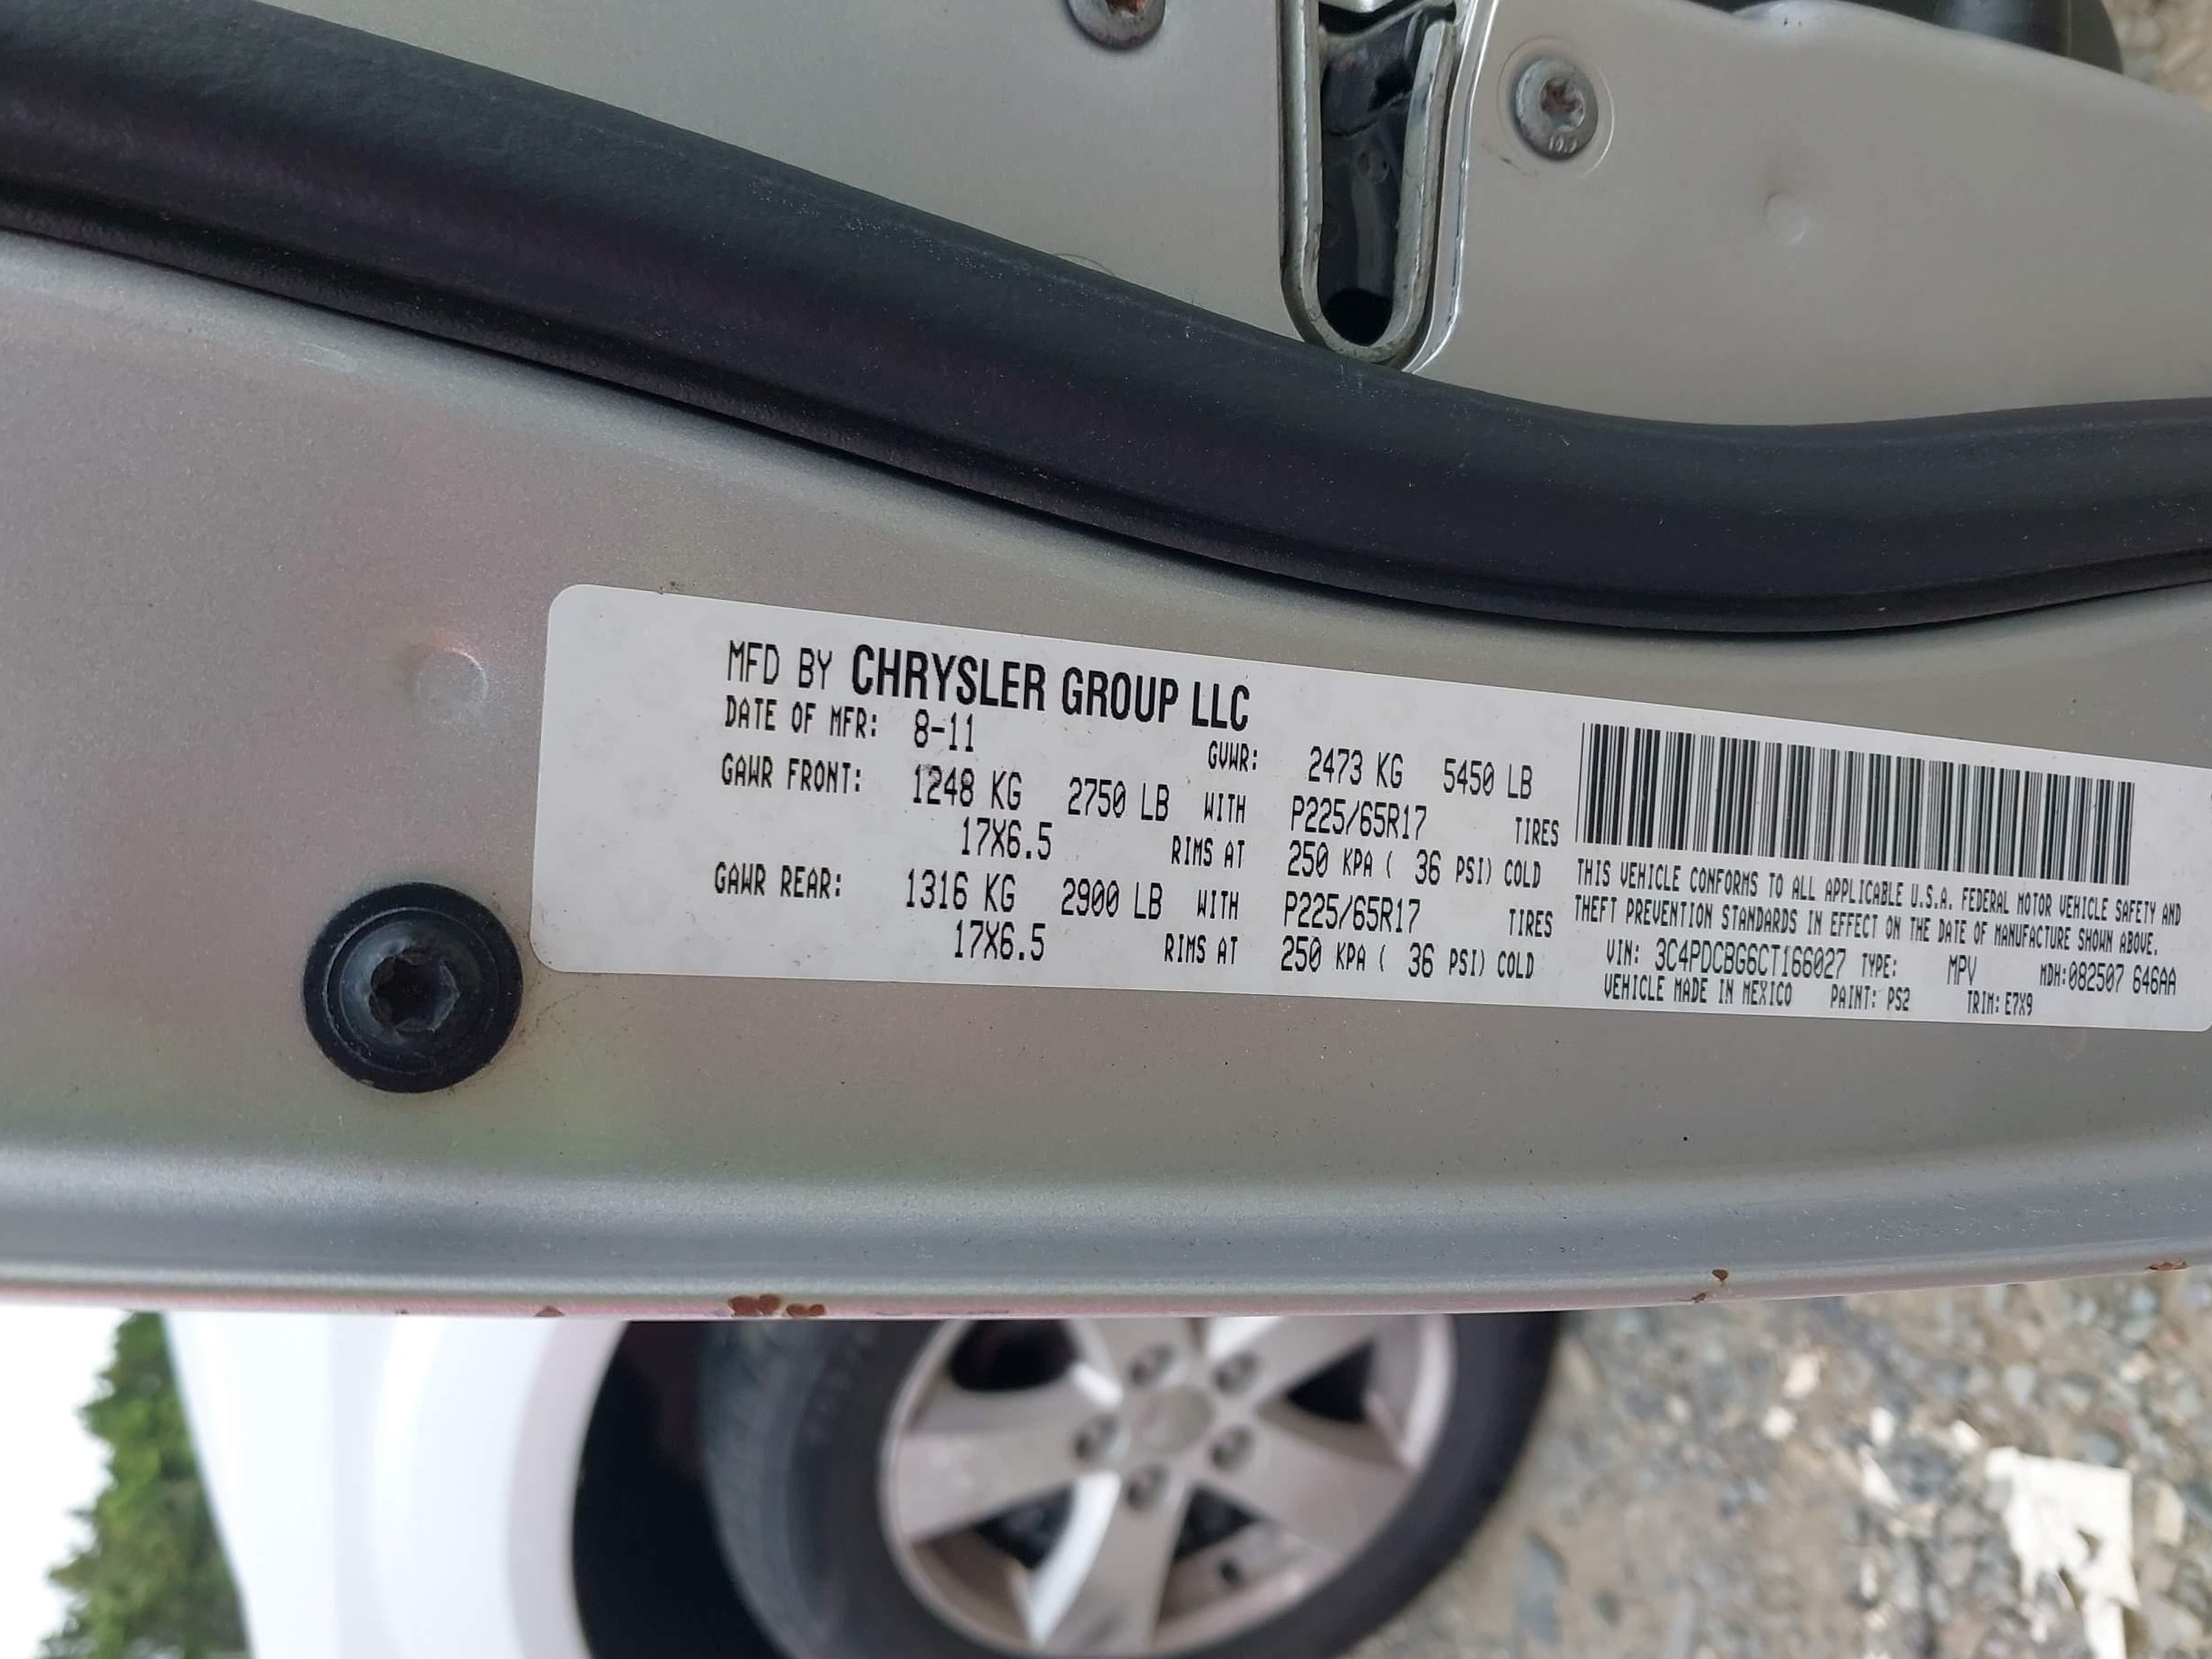 MFD BY CHRYSLER GROUP LLC
DATE OF MFR: 8-11 GVWR: 2473 KG 5450 LB
GAWR FRONT: 1248 KG 2750 LB WITH P225/65R17 TIRES
17X6.5 RIMS AT 250 KPA ( 36 PSI) COLD
GAWR REAR: 1316 KG 2900 LB WITH P225/65R17 TIRES
17X6.5 RIMS AT 250 KPA ( 36 PSI) COLD
THIS VEHICLE CONFORMS TO ALL APPLICABLE U.S.A. FEDERAL MOTOR VEHICLE SAFETY AND
THEFT PREVENTION STANDARDS IN EFFECT ON THE DATE OF MANUFACTURE SHOWN ABOVE.
VIN: 3C4PDCBG6CT166027 TYPE: MPV MDH:082507 646AA
VEHICLE MADE IN MEXICO PAINT: PS2 TRIM: E7X9
10.9